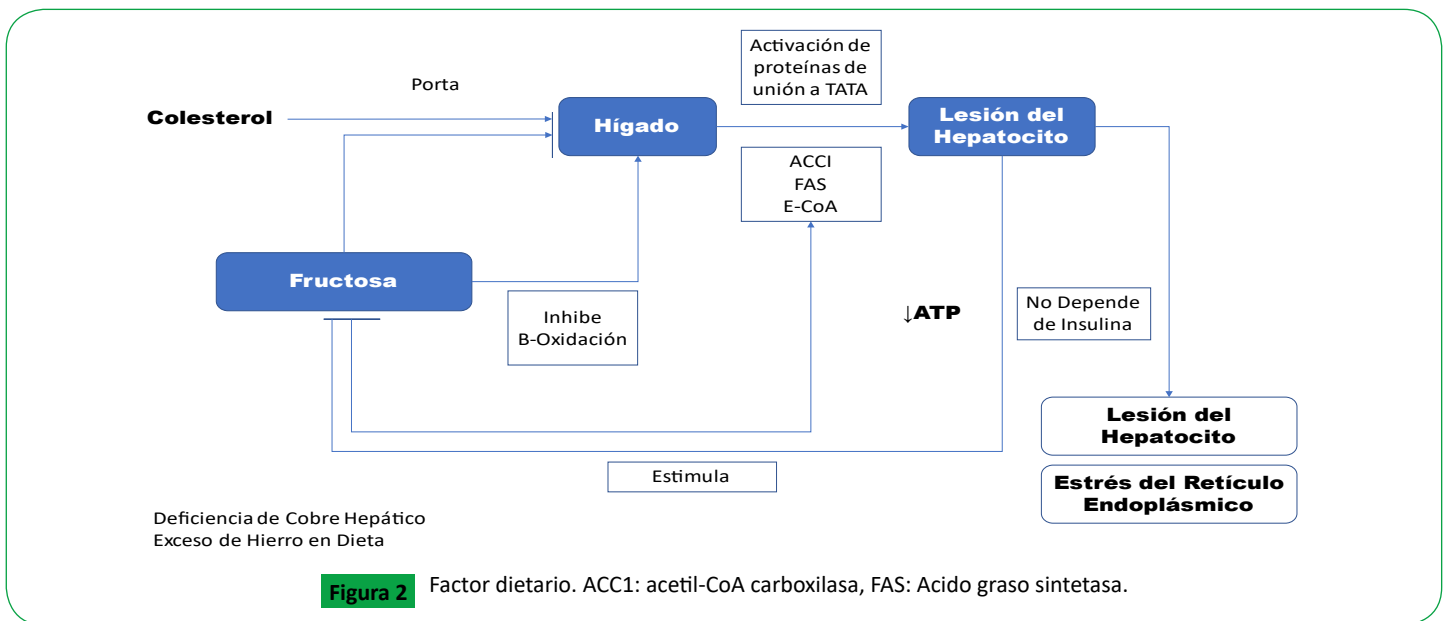 Activación de
proteínas de
unión a TATA
Porta
Colesterol
Hígado
Lesión del
Hepatocito
ACCI
FAS
E-CoA
Fructosa
Inhibe
B-Oxidación
↓ATP
No Depende
de Insulina
Lesión del
Hepatocito
Estimula
Estrés del Retículo
Endoplásmico
Deficiencia de Cobre Hepático
Exceso de Hierro en Dieta
Figura 2 Factor dietario. ACC1: acetil-CoA carboxilasa, FAS: Acido graso sintetasa.